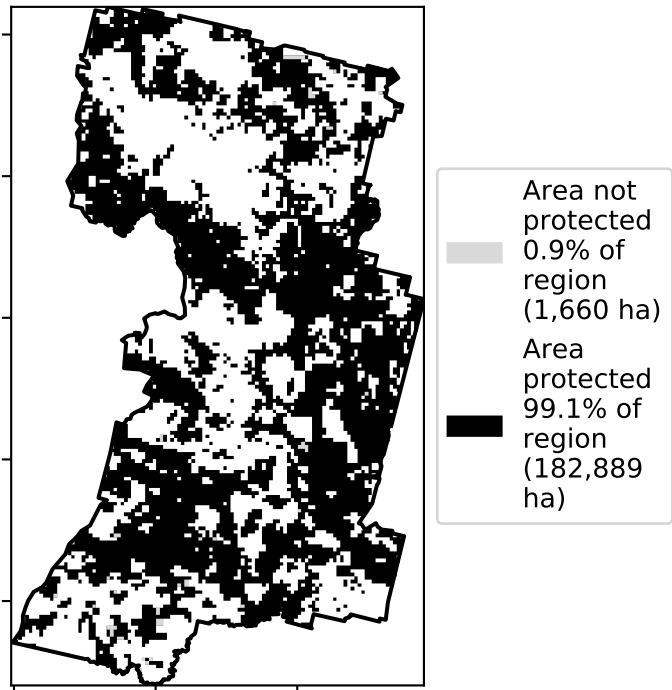 Area not
protected
0.9% of
region
(1,660 ha)
Area
protected
99.1% of
region
(182,889
ha)